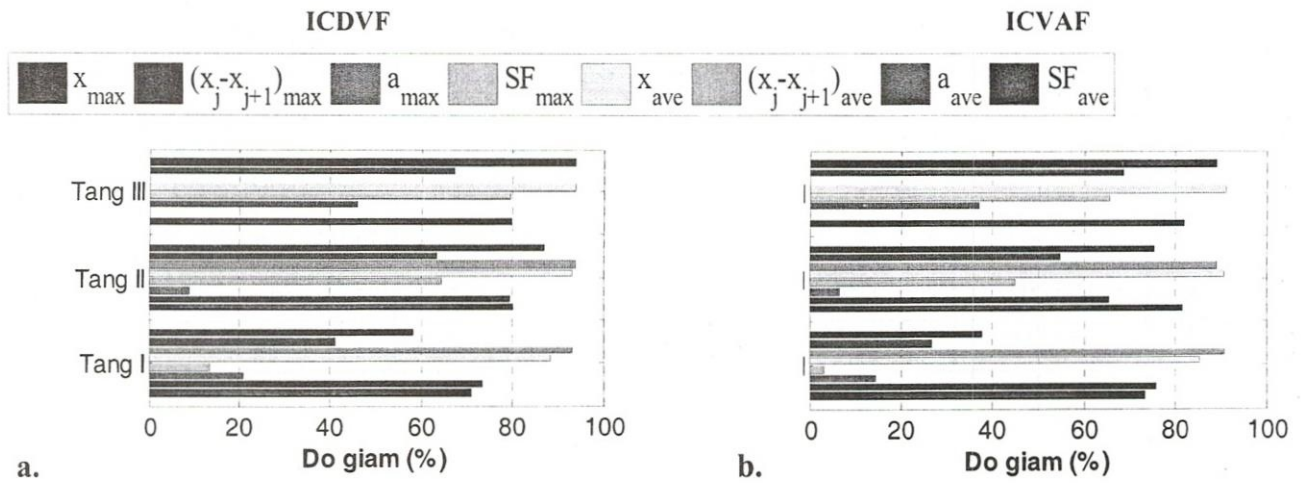 ICDVF
ICVAF
x_max (x_j-x_j+1)_max a_max SF_max x_ave (x_j-x_j+1)_ave a_ave SF_ave
Tang III
Tang II
Tang I
0 20 40 60 80 100
Do giam (%)
a.
I
I
I
0 20 40 60 80 100
Do giam (%)
b.